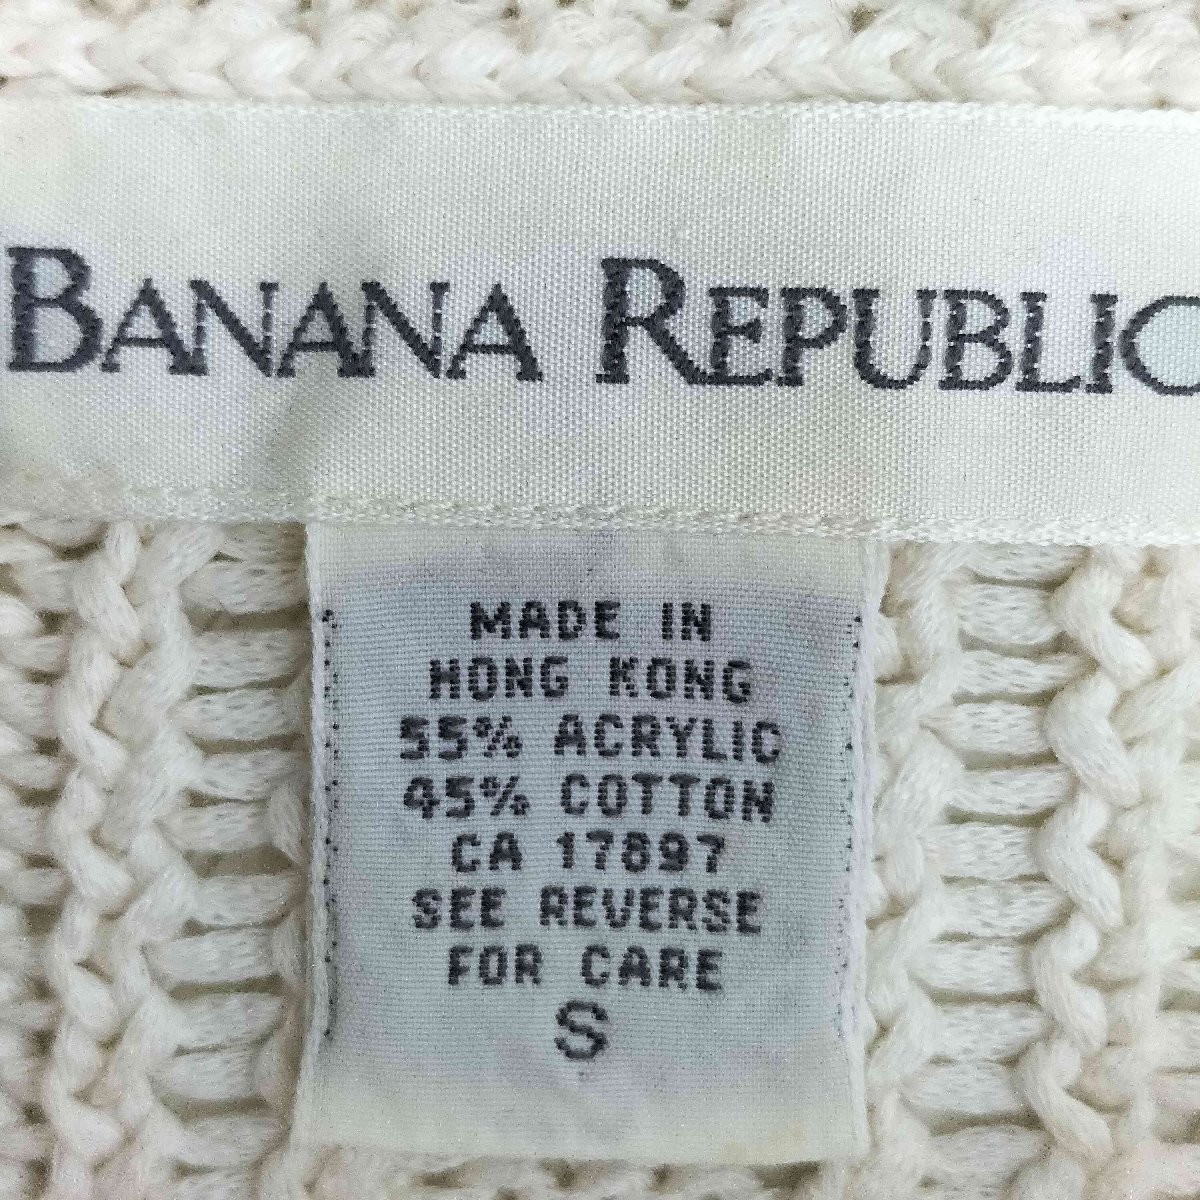 BANANA REPUBLIC
MADE IN
HONG KONG
55% ACRYLIC
45% COTTON
CA 17897
SEE REVERSE
FOR CARE
S